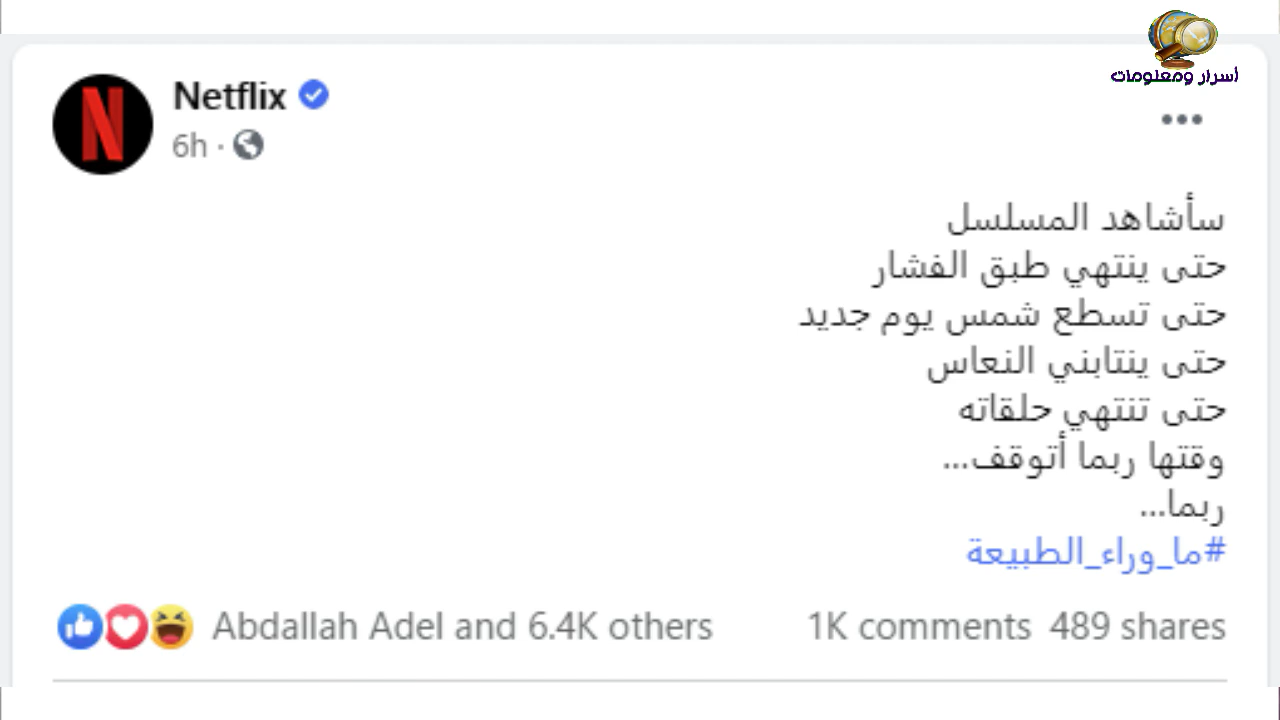 أسرار ومعلومات
Netflix
6h ·
سأشاهد المسلسل
حتى ينتهي طبق الفشار
حتى تسطع شمس يوم جديد
حتى ينتابني النعاس
حتى تنتهي حلقاته
وقتها ربما أتوقف...
ربما...
#ما_وراء_الطبيعة
Abdallah Adel and 6.4K others 1K comments 489 shares